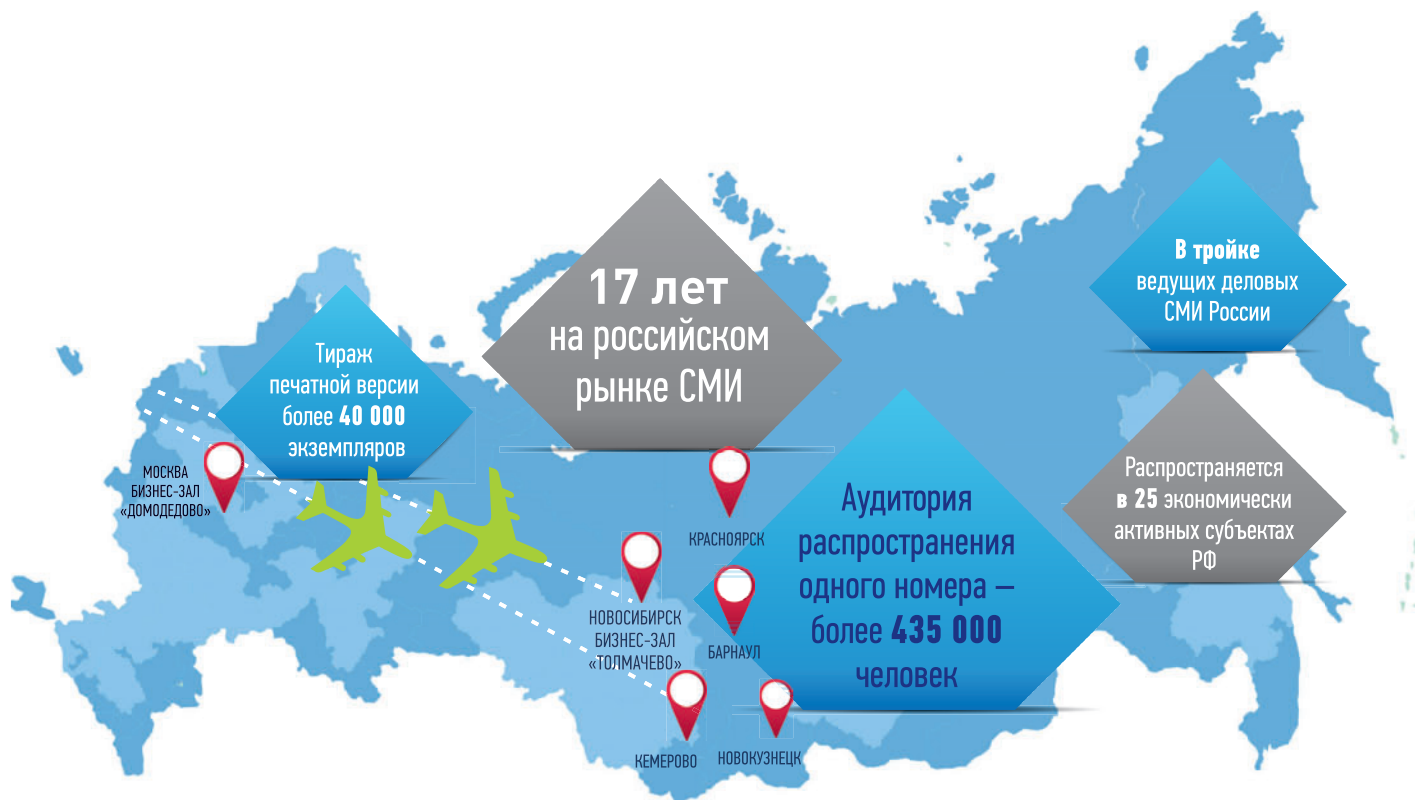 17 лет
на российском
рынке СМИ
В тройке
ведущих деловых
СМИ России
Тираж
печатной версии
более 40 000
экземпляров
МОСКВА
БИЗНЕС-ЗАЛ
«ДОМОДЕДОВО»
Распространяется
в 25 экономически
активных субъектах
РФ
Аудитория
распространения
одного номера –
более 435 000
человек
КРАСНОЯРСК
НОВОСИБИРСК
БИЗНЕС-ЗАЛ
«ТОЛМАЧЕВО»
БАРНАУЛ
КЕМЕРОВО
НОВОКУЗНЕЦК